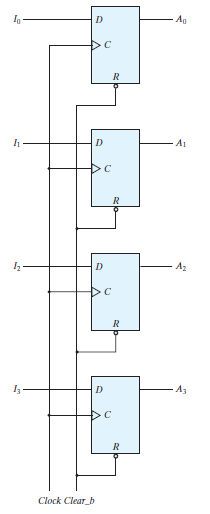 I₀ D A₀
C
R
I₁ D A₁
C
R
I₂ D A₂
C
R
I₃ D A₃
C
R
Clock Clear_b